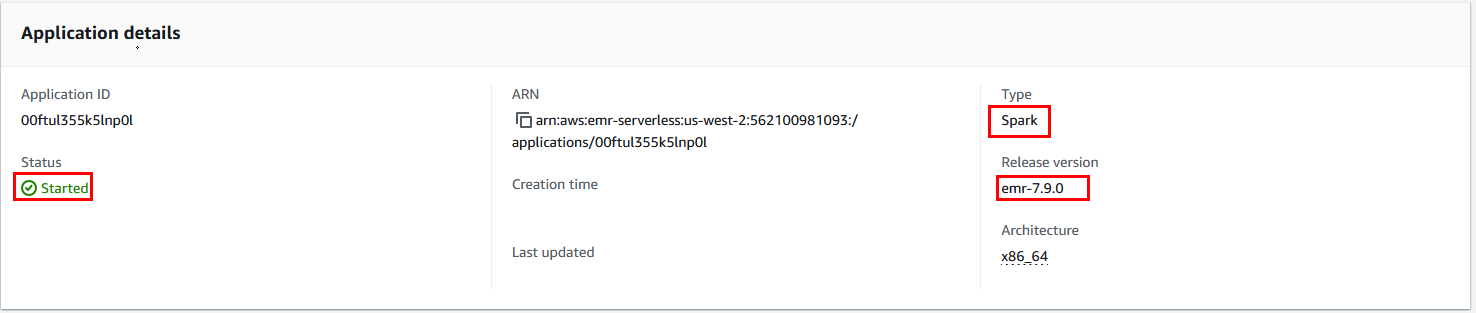 Application details
Application ID
00ftul355k5lnp0l
Status
Started
ARN
arn:aws:emr-serverless:us-west-2:562100981093:/
applications/00ftul355k5lnp0l
Creation time
Last updated
Type
Spark
Release version
emr-7.9.0
Architecture
x86_64